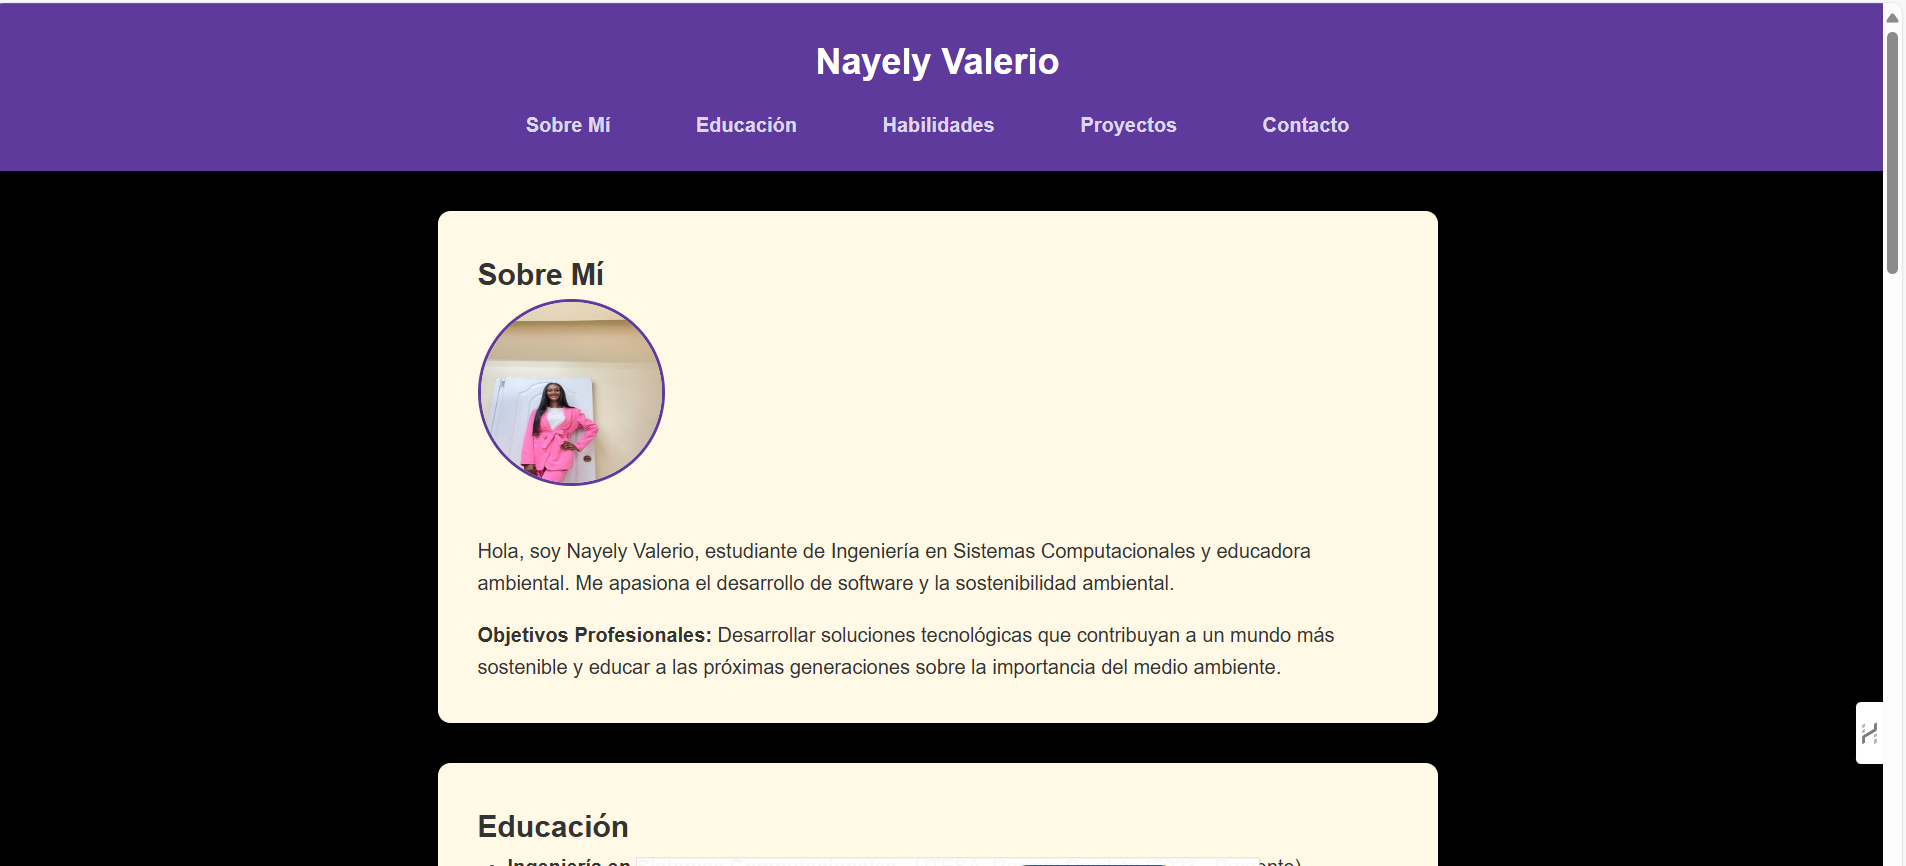 Nayely Valerio
Sobre Mí Educación Habilidades Proyectos Contacto
Sobre Mí
Hola, soy Nayely Valerio, estudiante de Ingeniería en Sistemas Computacionales y educadora
ambiental. Me apasiona el desarrollo de software y la sostenibilidad ambiental.
Objetivos Profesionales: Desarrollar soluciones tecnológicas que contribuyan a un mundo más
sostenible y educar a las próximas generaciones sobre la importancia del medio ambiente.
Educación
Ingeniería en